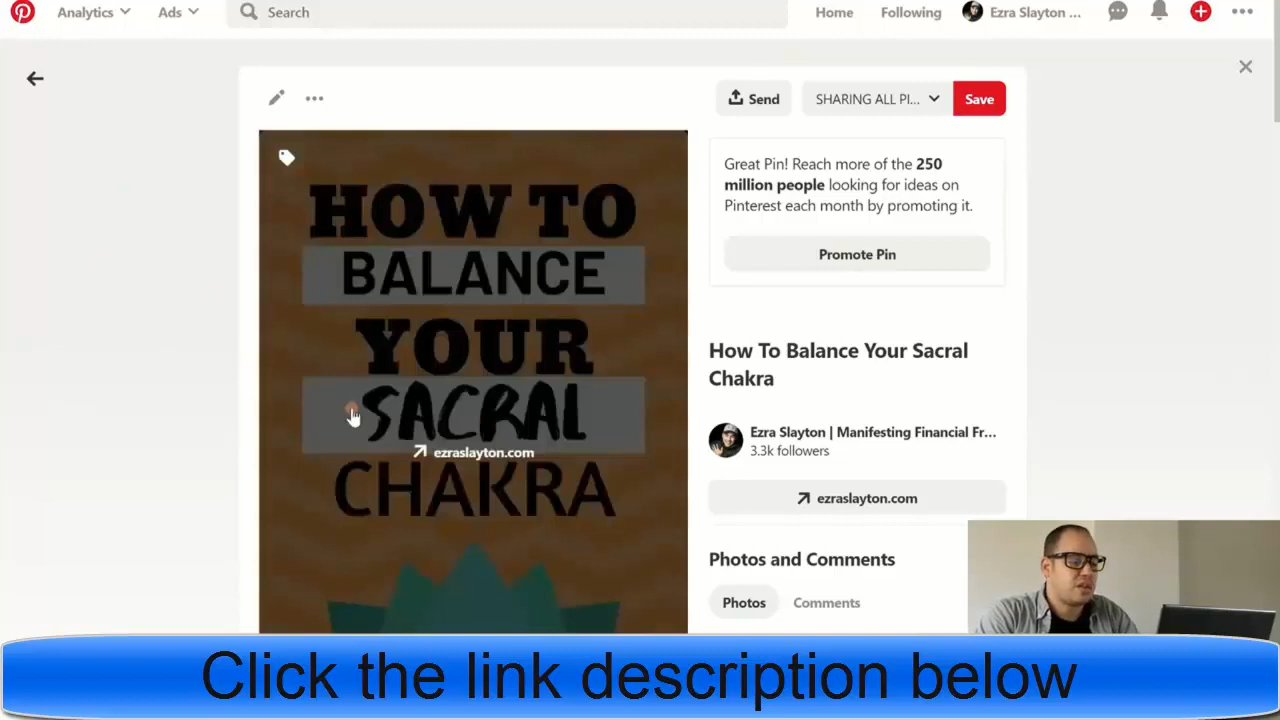 Analytics
Ads
Search
Home
Following
Ezra Slayton ...
Send
SHARING ALL PI...
Save
HOW TO
BALANCE
YOUR
SACRAL
ezraslayton.com
CHAKRA
Great Pin! Reach more of the 250
million people looking for ideas on
Pinterest each month by promoting it.
Promote Pin
How To Balance Your Sacral
Chakra
Ezra Slayton | Manifesting Financial Fr...
3.3k followers
ezraslayton.com
Photos and Comments
Photos
Comments
Click the link description below